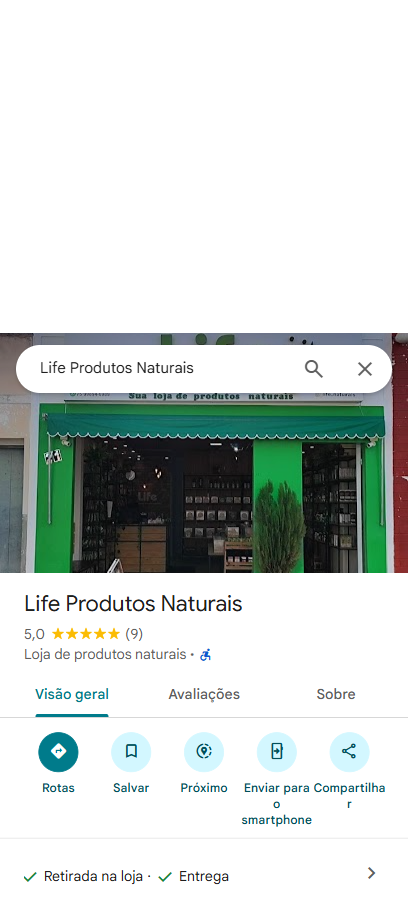 Life Produtos Naturais
Sua loja de produtos naturais
Life Produtos Naturais
5,0 ★★★★★ (9)
Loja de produtos naturais ·
Visão geral
Avaliações
Sobre
Rotas
Salvar
Próximo
Enviar para
o
smartphone
Compartilha
r
Retirada na loja · Entrega